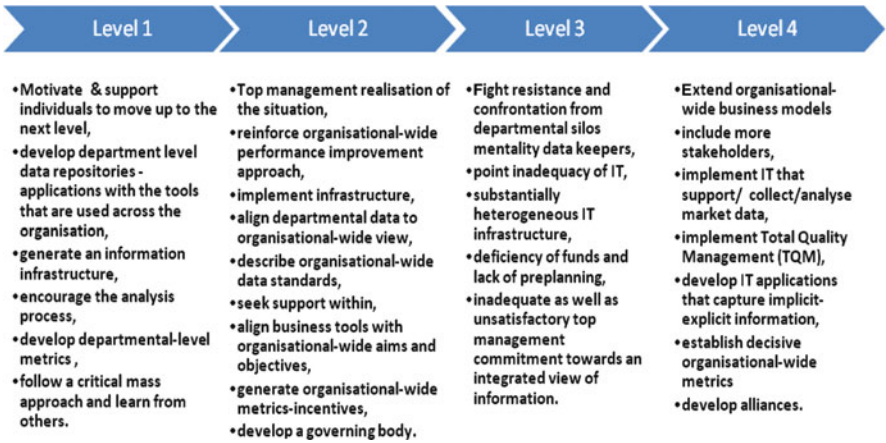 Level 1
Level 2
Level 3
Level 4
•Motivate & support
individuals to move up to the
next level,
•develop department level
data repositories -
applications with the tools
that are used across the
organisation,
•generate an information
infrastructure,
•encourage the analysis
process,
•develop departmental-level
metrics ,
•follow a critical mass
approach and learn from
others.
•Top management realisation of
the situation,
•reinforce organisational-wide
performance improvement
approach,
•implement infrastructure,
•align departmental data to
organisational-wide view,
•describe organisational-wide
data standards,
•seek support within,
•align business tools with
organisational-wide aims and
objectives,
•generate organisational-wide
metrics-incentives,
•develop a governing body.
•Fight resistance and
confrontation from
departmental silos
mentality data keepers,
•point inadequacy of IT,
•substantially
heterogeneous IT
infrastructure,
•deficiency of funds and
lack of preplanning,
•inadequate as well as
unsatisfactory top
management
commitment towards an
integrated view of
information.
•Extend organisational-
wide business models
•include more
stakeholders,
•implement IT that
support/ collect/analyse
market data,
•implement Total Quality
Management (TQM),
•develop IT applications
that capture implicit-
explicit information,
•establish decisive
organisational-wide
metrics
•develop alliances.